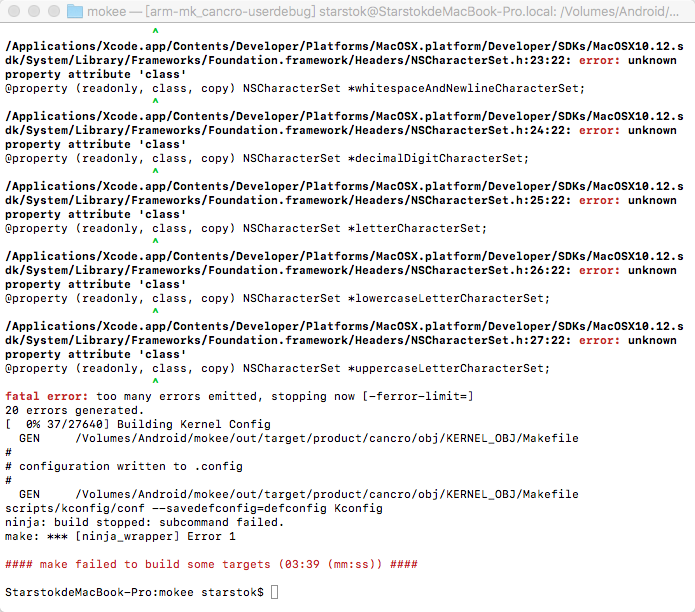 mokee — [arm-mk_cancro-userdebug] starstok@StarstokdeMacBook-Pro.local: /Volumes/Android/...
^
/Applications/Xcode.app/Contents/Developer/Platforms/MacOSX.platform/Developer/SDKs/MacOSX10.12.s
dk/System/Library/Frameworks/Foundation.framework/Headers/NSCharacterSet.h:23:22: error: unknown
property attribute 'class'
@property (readonly, class, copy) NSCharacterSet *whitespaceAndNewlineCharacterSet;
^
/Applications/Xcode.app/Contents/Developer/Platforms/MacOSX.platform/Developer/SDKs/MacOSX10.12.s
dk/System/Library/Frameworks/Foundation.framework/Headers/NSCharacterSet.h:24:22: error: unknown
property attribute 'class'
@property (readonly, class, copy) NSCharacterSet *decimalDigitCharacterSet;
^
/Applications/Xcode.app/Contents/Developer/Platforms/MacOSX.platform/Developer/SDKs/MacOSX10.12.s
dk/System/Library/Frameworks/Foundation.framework/Headers/NSCharacterSet.h:25:22: error: unknown
property attribute 'class'
@property (readonly, class, copy) NSCharacterSet *letterCharacterSet;
^
/Applications/Xcode.app/Contents/Developer/Platforms/MacOSX.platform/Developer/SDKs/MacOSX10.12.s
dk/System/Library/Frameworks/Foundation.framework/Headers/NSCharacterSet.h:26:22: error: unknown
property attribute 'class'
@property (readonly, class, copy) NSCharacterSet *lowercaseLetterCharacterSet;
^
/Applications/Xcode.app/Contents/Developer/Platforms/MacOSX.platform/Developer/SDKs/MacOSX10.12.s
dk/System/Library/Frameworks/Foundation.framework/Headers/NSCharacterSet.h:27:22: error: unknown
property attribute 'class'
@property (readonly, class, copy) NSCharacterSet *uppercaseLetterCharacterSet;
^
fatal error: too many errors emitted, stopping now [-ferror-limit=]
20 errors generated.
[  0% 37/27640] Building Kernel Config
  GEN     /Volumes/Android/mokee/out/target/product/cancro/obj/KERNEL_OBJ/Makefile
#
# configuration written to .config
#
  GEN     /Volumes/Android/mokee/out/target/product/cancro/obj/KERNEL_OBJ/Makefile
scripts/kconfig/conf --savedefconfig=defconfig Kconfig
ninja: build stopped: subcommand failed.
make: *** [ninja_wrapper] Error 1
#### make failed to build some targets (03:39 (mm:ss)) ####
StarstokdeMacBook-Pro:mokee starstok$